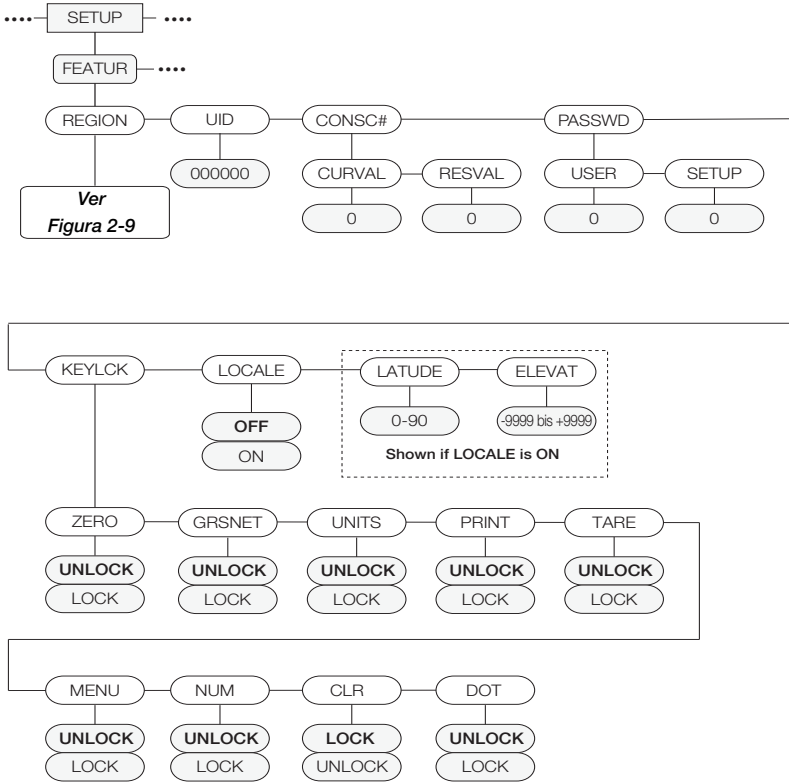 •••• SETUP ••••
FEATUR ••••
REGION UID CONSC# PASSWD
000000 CURVAL RESVAL USER SETUP
Ver
Figura 2-9
0 0 0 0
KEYLCK LOCALE LATUDE ELEVAT
OFF 0-90 -9999 bis +9999
ON Shown if LOCALE is ON
ZERO GRSNET UNITS PRINT TARE
UNLOCK UNLOCK UNLOCK UNLOCK UNLOCK
LOCK LOCK LOCK LOCK LOCK
MENU NUM CLR DOT
UNLOCK UNLOCK LOCK UNLOCK
LOCK LOCK UNLOCK LOCK